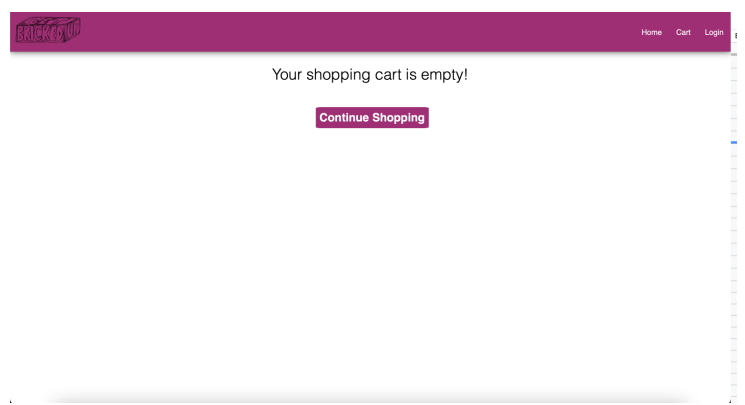 BRICKED UP
Home Cart Login
Your shopping cart is empty!
Continue Shopping